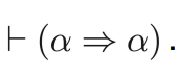 ⊢ (α ⇒ α).